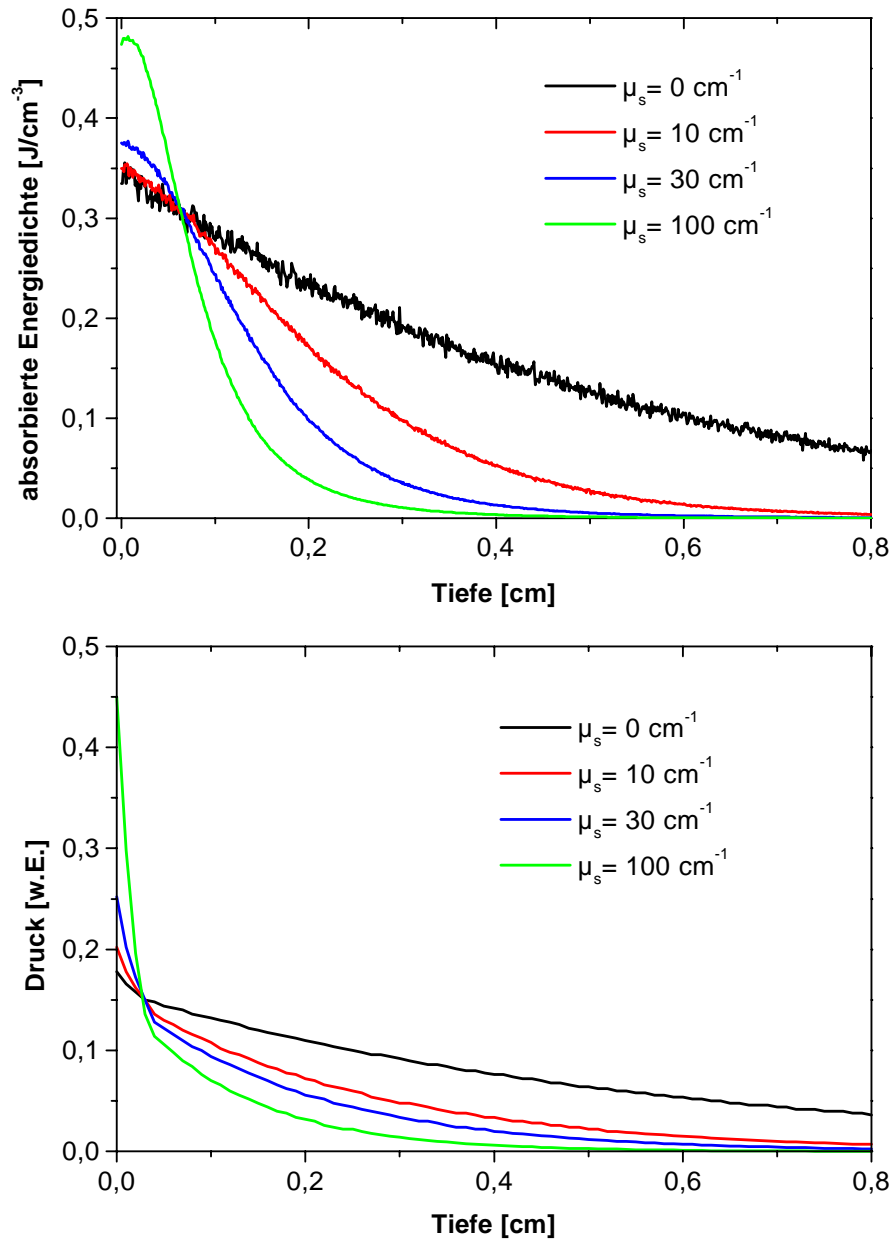 absorbierte Energiedichte [J/cm⁻³]
0,5
0,4
0,3
0,2
0,1
0,0
μₛ= 0 cm⁻¹
μₛ= 10 cm⁻¹
μₛ= 30 cm⁻¹
μₛ= 100 cm⁻¹
0,0 0,2 0,4 0,6 0,8
Tiefe [cm]
Druck [w.E.]
0,5
0,4
0,3
0,2
0,1
0,0
μₛ= 0 cm⁻¹
μₛ= 10 cm⁻¹
μₛ= 30 cm⁻¹
μₛ= 100 cm⁻¹
0,0 0,2 0,4 0,6 0,8
Tiefe [cm]